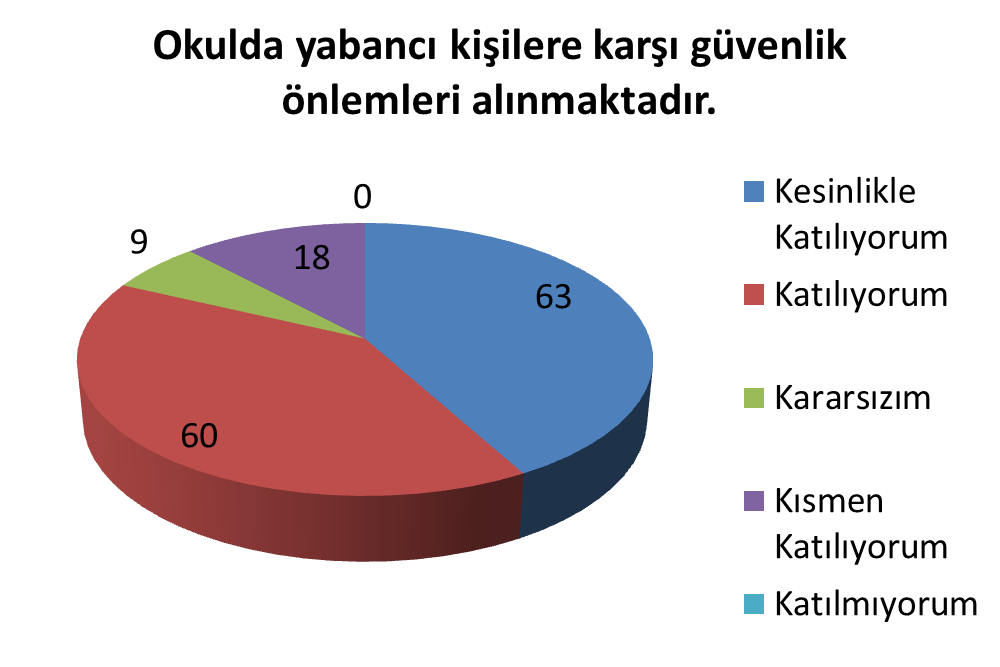 Okulda yabancı kişilere karşı güvenlik
önlemleri alınmaktadır.
0
9
18
63
60
Kesinlikle
Katılıyorum
Katılıyorum
Kararsızım
Kısmen
Katılıyorum
Katılmıyorum